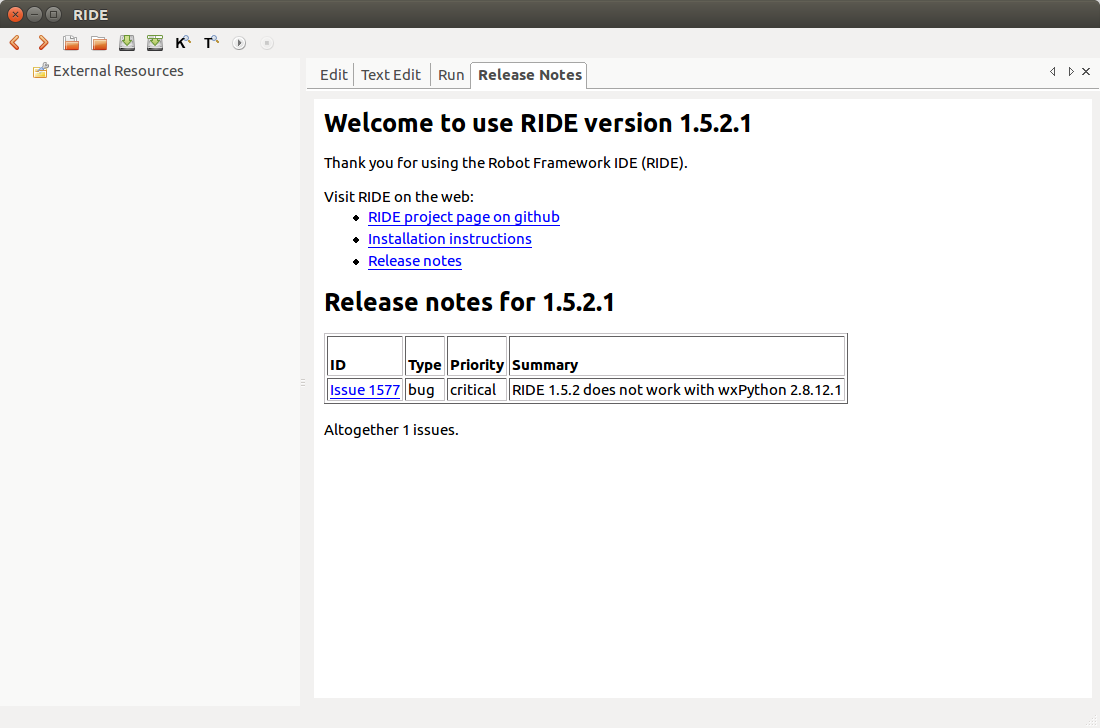 RIDE
K
T
External Resources
Edit Text Edit Run Release Notes
Welcome to use RIDE version 1.5.2.1
Thank you for using the Robot Framework IDE (RIDE).
Visit RIDE on the web:
RIDE project page on github
Installation instructions
Release notes
Release notes for 1.5.2.1
ID Type Priority Summary
Issue 1577 bug critical RIDE 1.5.2 does not work with wxPython 2.8.12.1
Altogether 1 issues.